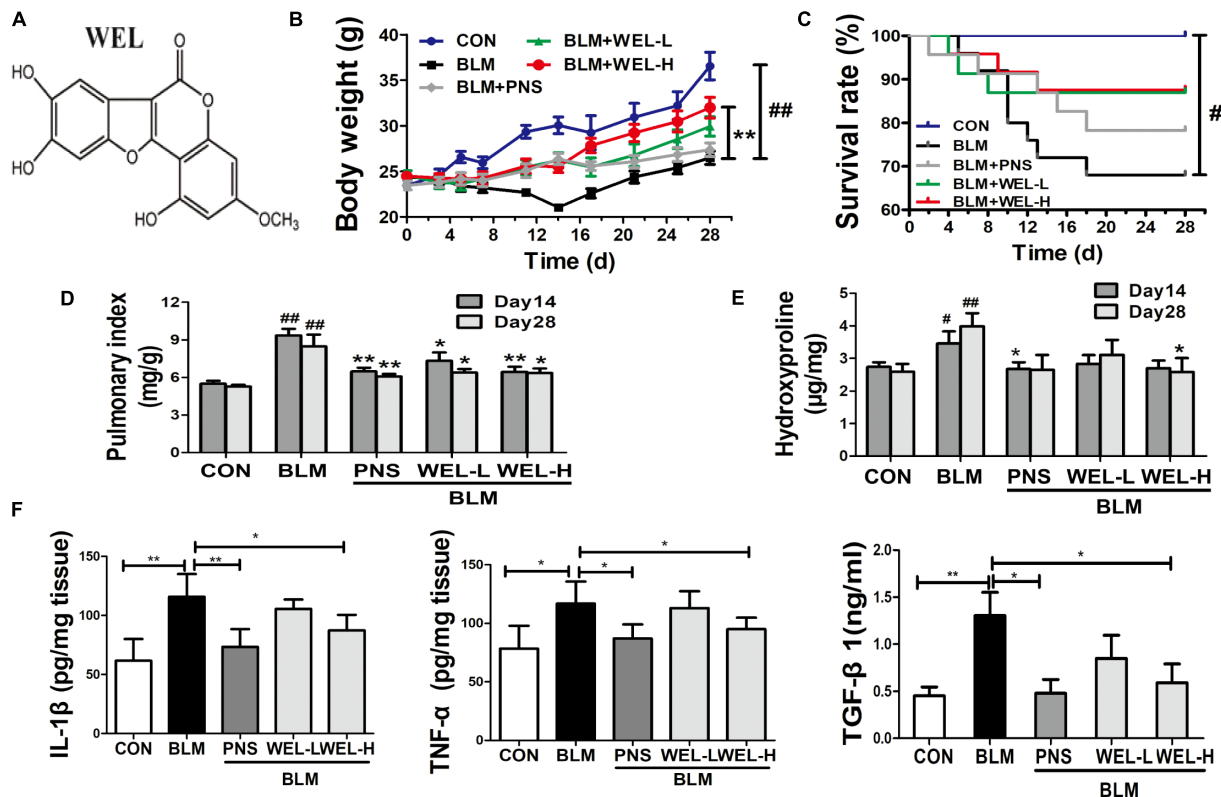 A
WEL
O
HO
O
HO
O
HO
OCH₃
B
Body weight (g)
40
35
30
25
20
0 4 8 12 14 16 21 25 28
CON
BLM
BLM+PNS
BLM+WEL-L
BLM+WEL-H
**
##
Time (d)
C
Survival rate (%)
100
90
80
70
60
0 4 8 12 16 20 24 28
CON
BLM
BLM+PNS
BLM+WEL-L
BLM+WEL-H
#
Time (d)
D
Pulmonary index
(mg/g)
12
9
6
3
0
Day14
Day28
## ## ** ** * * ** *
CON BLM PNS WEL-L WEL-H
BLM
E
Hydroxyproline
(μg/mg)
5
4
3
2
1
0
Day14
Day28
# ## * *
CON BLM PNS WEL-L WEL-H
BLM
F
IL-1β (pg/mg tissue)
150
100
50
0
** ** *
CON BLM PNS WEL-L WEL-H
BLM
TNF-α (pg/mg tissue)
150
100
50
0
* * *
CON BLM PNS WEL-L WEL-H
BLM
TGF-β 1(ng/ml)
2.0
1.5
1.0
0.5
0.0
** * *
CON BLM PNS WEL-L WEL-H
BLM